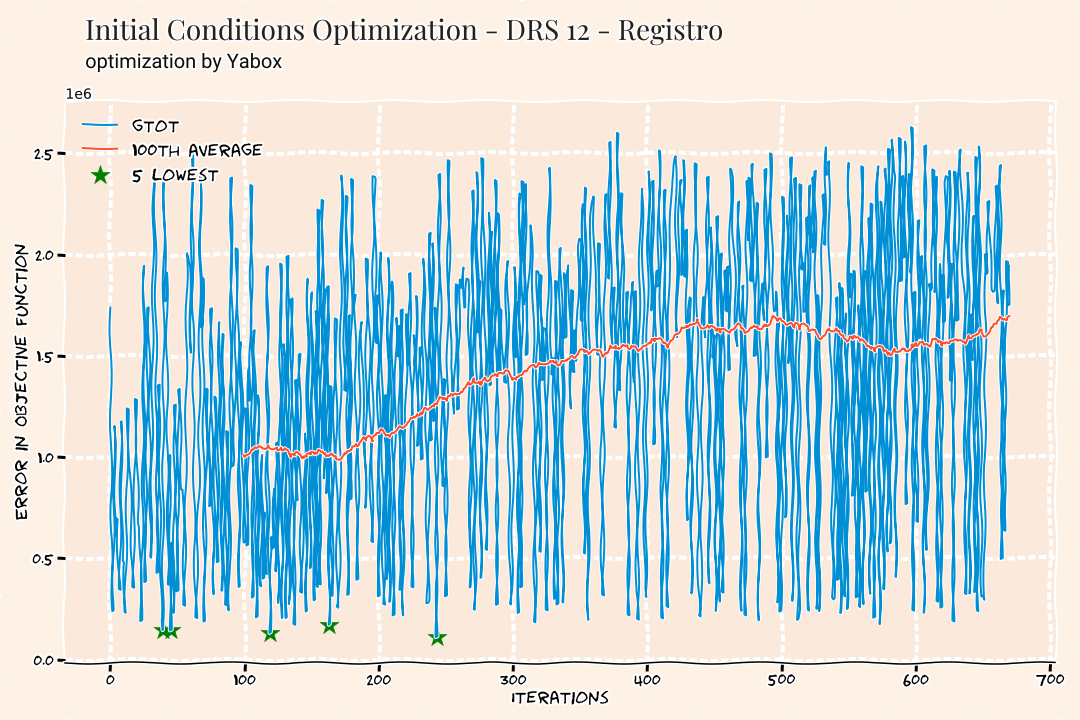 Initial Conditions Optimization - DRS 12 - Registro
optimization by Yabox
1e6
GTOT
100TH AVERAGE
5 LOWEST
ERROR IN OBJECTIVE FUNCTION
2.5
2.0
1.5
1.0
0.5
0.0
0 100 200 300 400 500 600 700
ITERATIONS